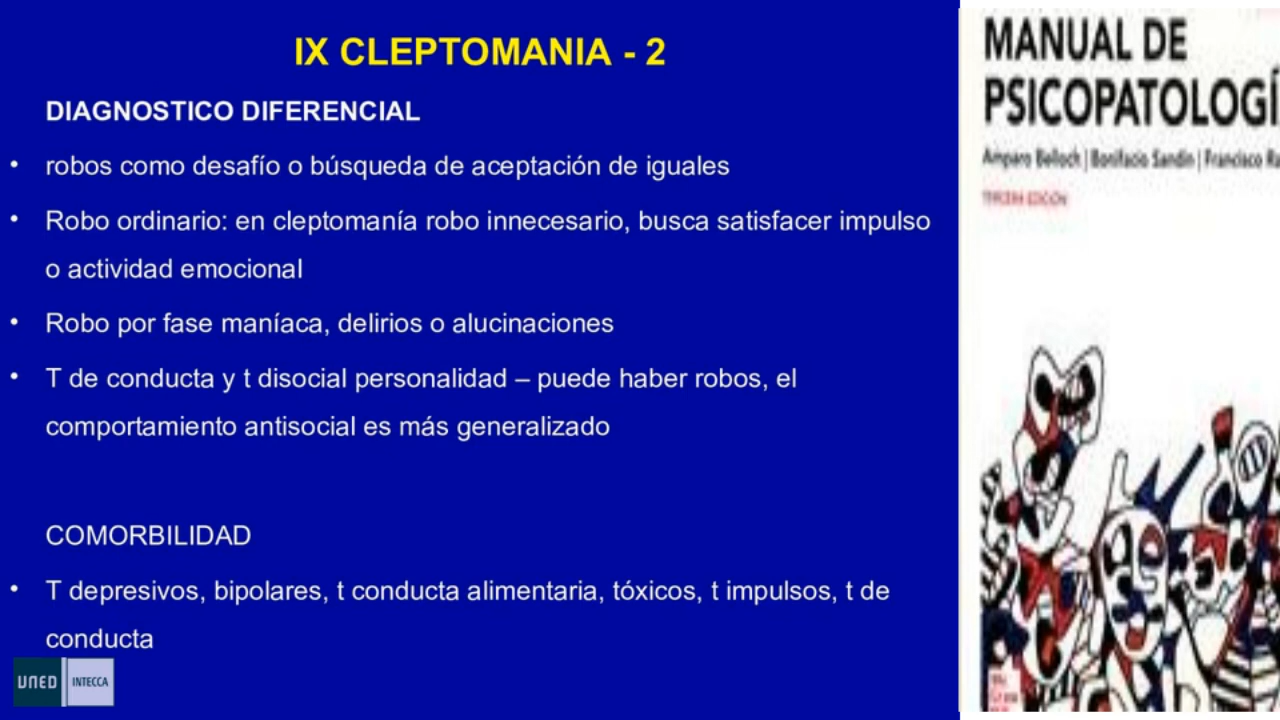 IX CLEPTOMANIA - 2
DIAGNOSTICO DIFERENCIAL
• robos como desafío o búsqueda de aceptación de iguales
• Robo ordinario: en cleptomanía robo innecesario, busca satisfacer impulso
o actividad emocional
• Robo por fase maníaca, delirios o alucinaciones
• T de conducta y t disocial personalidad – puede haber robos, el
comportamiento antisocial es más generalizado
COMORBILIDAD
• T depresivos, bipolares, t conducta alimentaria, tóxicos, t impulsos, t de
conducta
UNED INTECCA
MANUAL DE
PSICOPATOLOGÍ
Amparo Belloch | Bonifacio Sandín | Francisco Ra
TERCERA EDICIÓN